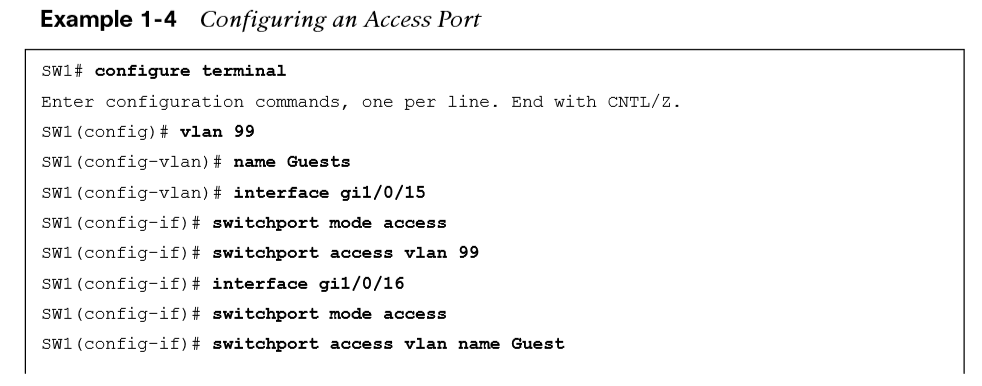 Example 1-4 Configuring an Access Port
SW1# configure terminal
Enter configuration commands, one per line. End with CNTL/Z.
SW1(config)# vlan 99
SW1(config-vlan)# name Guests
SW1(config-vlan)# interface gi1/0/15
SW1(config-if)# switchport mode access
SW1(config-if)# switchport access vlan 99
SW1(config-if)# interface gi1/0/16
SW1(config-if)# switchport mode access
SW1(config-if)# switchport access vlan name Guest